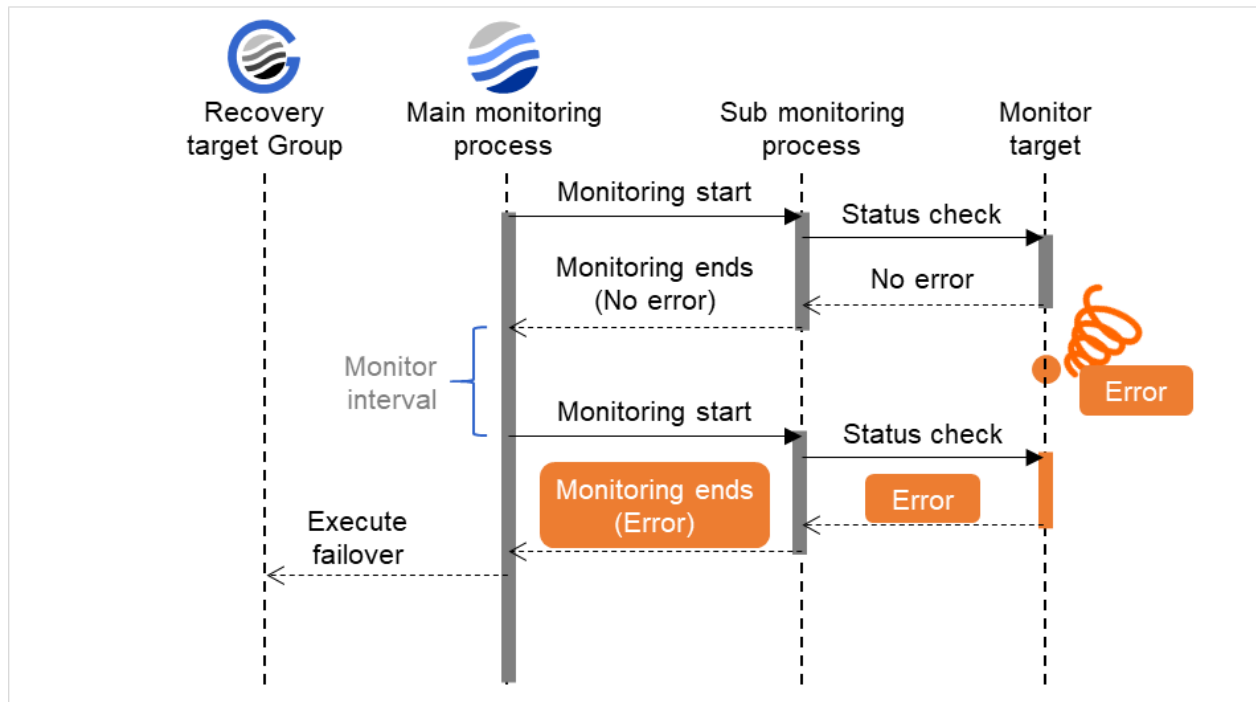 Recovery
target Group
Main monitoring
process
Sub monitoring
process
Monitor
target
Monitoring start
Status check
Monitoring ends
(No error)
No error
Monitor
interval
Error
Monitoring start
Status check
Monitoring ends
(Error)
Error
Execute
failover